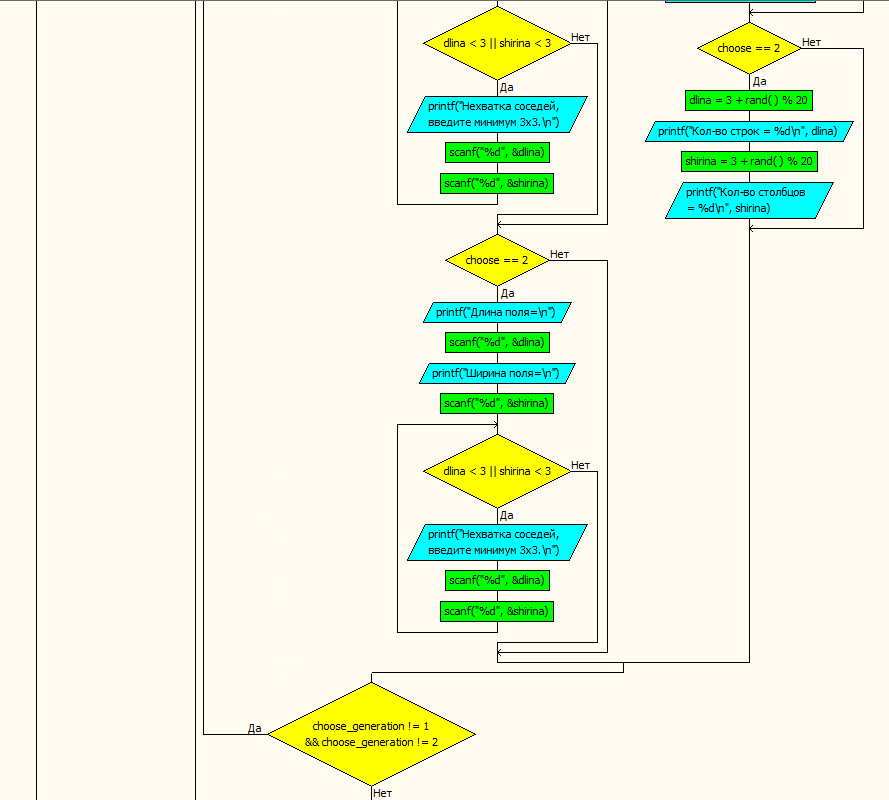 dlina < 3 || shirina < 3
Нет
Да
printf("Нехватка соседей,
введите минимум 3x3.\n")
scanf("%d", &dlina)
scanf("%d", &shirina)
choose == 2
Нет
Да
printf("Длина поля=\n")
scanf("%d", &dlina)
printf("Ширина поля=\n")
scanf("%d", &shirina)
dlina < 3 || shirina < 3
Нет
Да
printf("Нехватка соседей,
введите минимум 3x3.\n")
scanf("%d", &dlina)
scanf("%d", &shirina)
choose == 2
Нет
Да
dlina = 3 + rand( ) % 20
printf("Кол-во строк = %d\n", dlina)
shirina = 3 + rand( ) % 20
printf("Кол-во столбцов
= %d\n", shirina)
Да
choose_generation != 1
&& choose_generation != 2
Нет